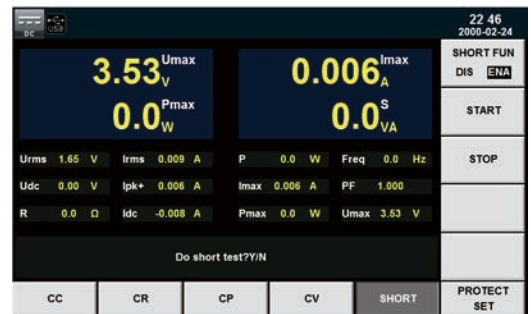 DC USB 22 46
2000-02-24
3.53 V Umax 0.006 A Imax
0.0 W Pmax 0.0 VA S
SHORT FUN
DIS ENA
START
STOP
Urms 1.65 V Irms 0.009 A P 0.0 W Freq 0.0 Hz
Udc 0.00 V Ipk+ 0.006 A Imax 0.006 A PF 1.000
R 0.0 Ω Idc -0.008 A Pmax 0.0 W Umax 3.53 V
Do short test?Y/N
CC CR CP CV SHORT PROTECT
SET